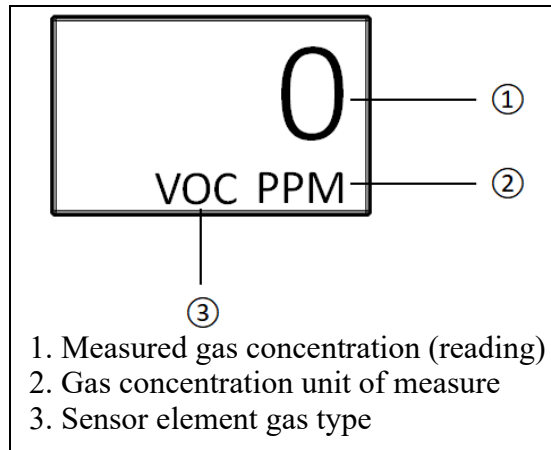 0
①
VOC PPM
②
③
1. Measured gas concentration (reading)
2. Gas concentration unit of measure
3. Sensor element gas type